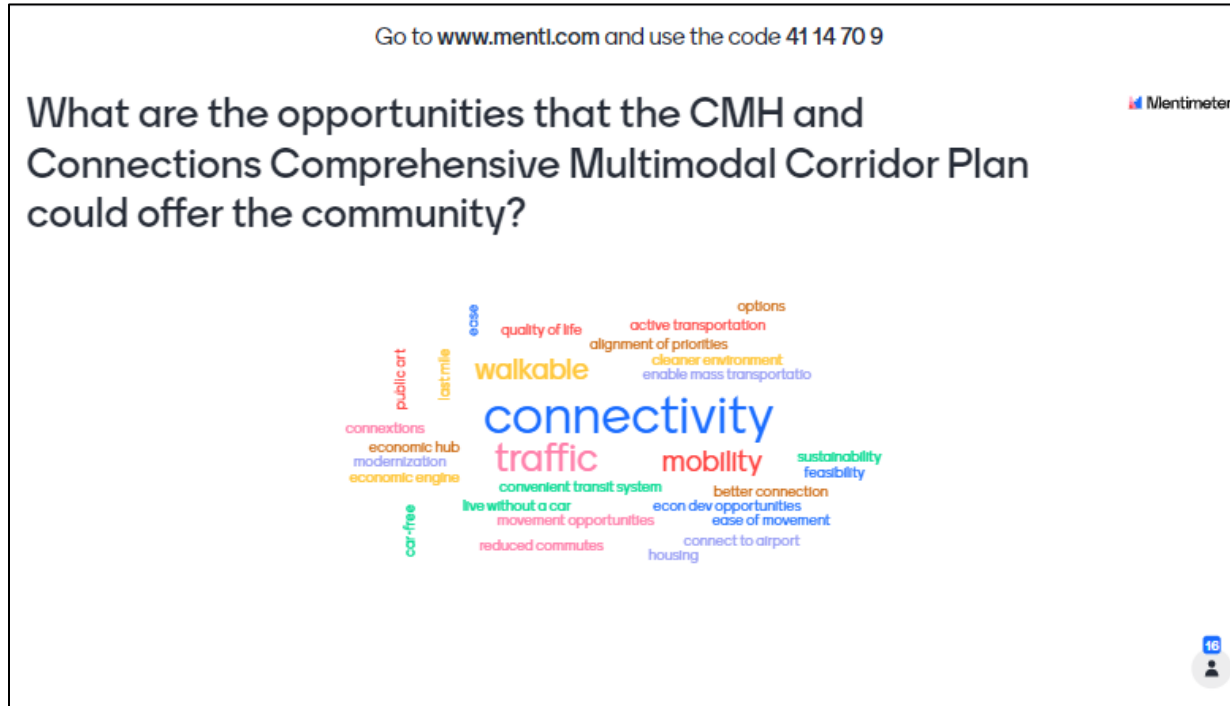 Go to www.menti.com and use the code 41 14 70 9
Mentimeter
What are the opportunities that the CMH and
Connections Comprehensive Multimodal Corridor Plan
could offer the community?
options
ease
quality of life
active transportation
alignment of priorities
public art
last mile
walkable
cleaner environment
enable mass transportatio
connectivity
connextions
economic hub
traffic
mobility
sustainability
modernization
feasibility
economic engine
convenient transit system
better connection
live without a car
econ dev opportunities
car-free
movement opportunities
ease of movement
reduced commutes
connect to airport
housing
16